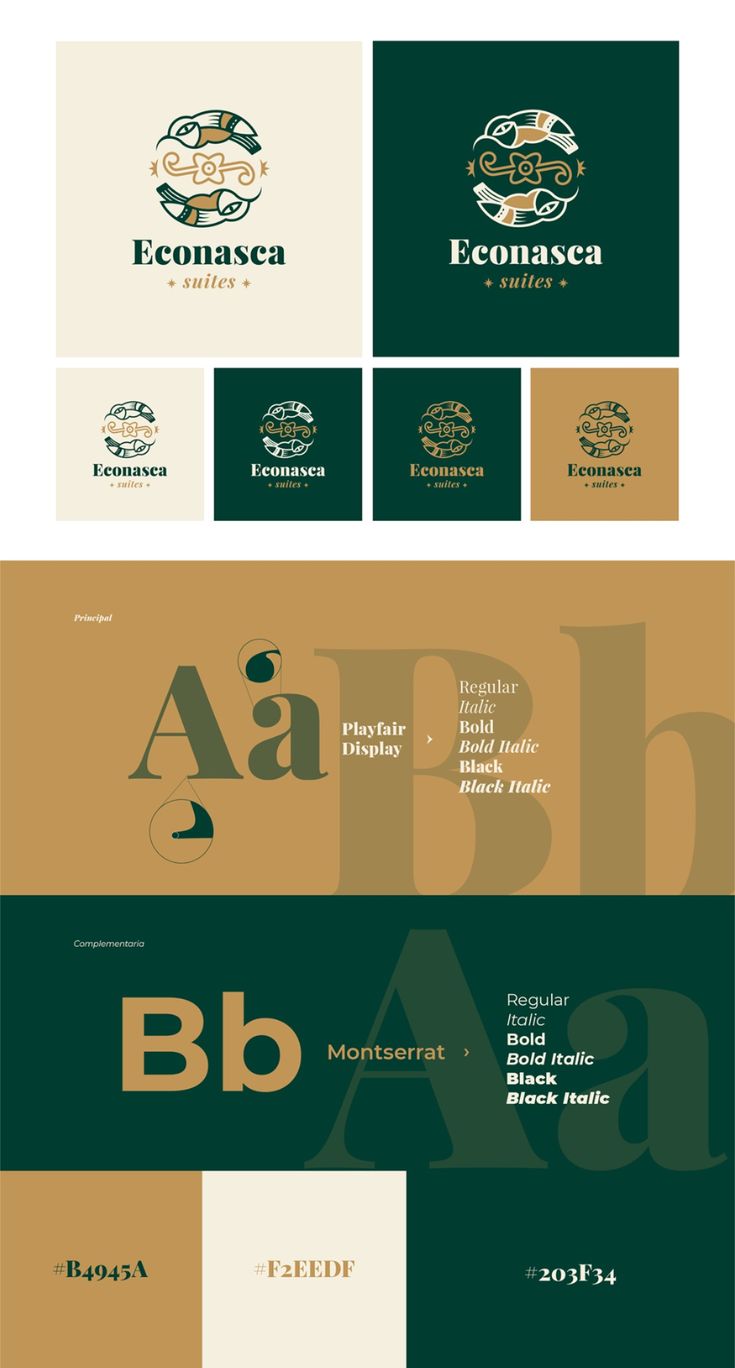 Econasca
suites
Econasca
suites
Econasca
suites
Econasca
suites
Econasca
suites
Econasca
suites
Principal
Aa
Bb
Playfair
Display
›
Regular
Italic
Bold
Bold Italic
Black
Black Italic
Complementaria
Bb
Aa
Montserrat ›
Regular
Italic
Bold
Bold Italic
Black
Black Italic
#B4945A
#F2EEDF
#203F34